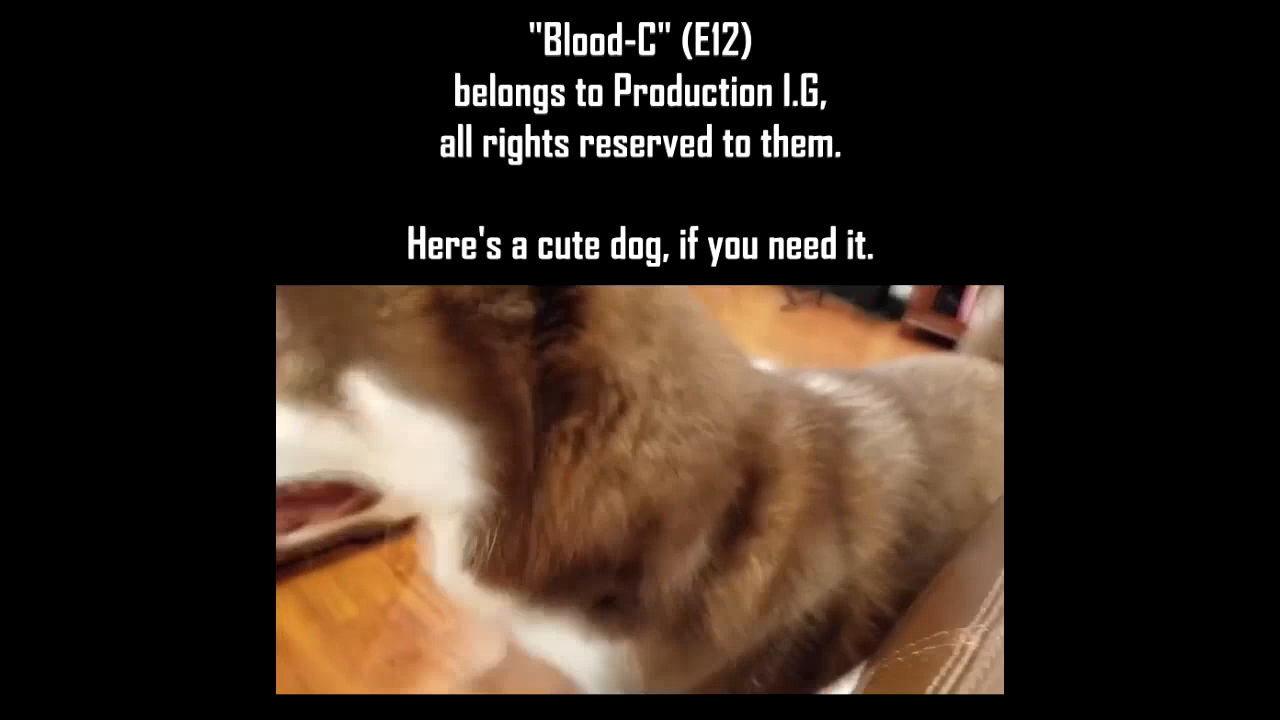 "Blood-C" (E12)
belongs to Production I.G,
all rights reserved to them.
Here's a cute dog, if you need it.